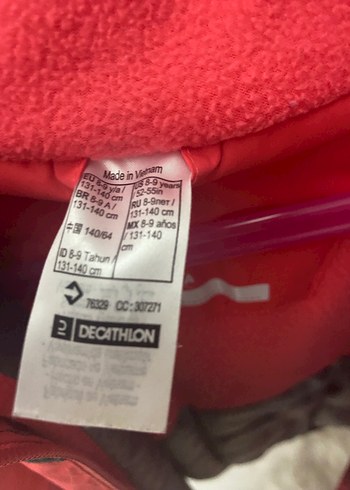 Made in Vietnam
EU 8-9 y/a /
131-140 cm
BR 8-9 A /
131-140 cm
中国 140/64
ID 8-9 Tahun /
131-140 cm
US 8-9 years
52-55in
RU 8-9лет /
131-140 cm
MX 8-9 años
/ 131-140
cm
76329 CC: 307271
DECATHLON